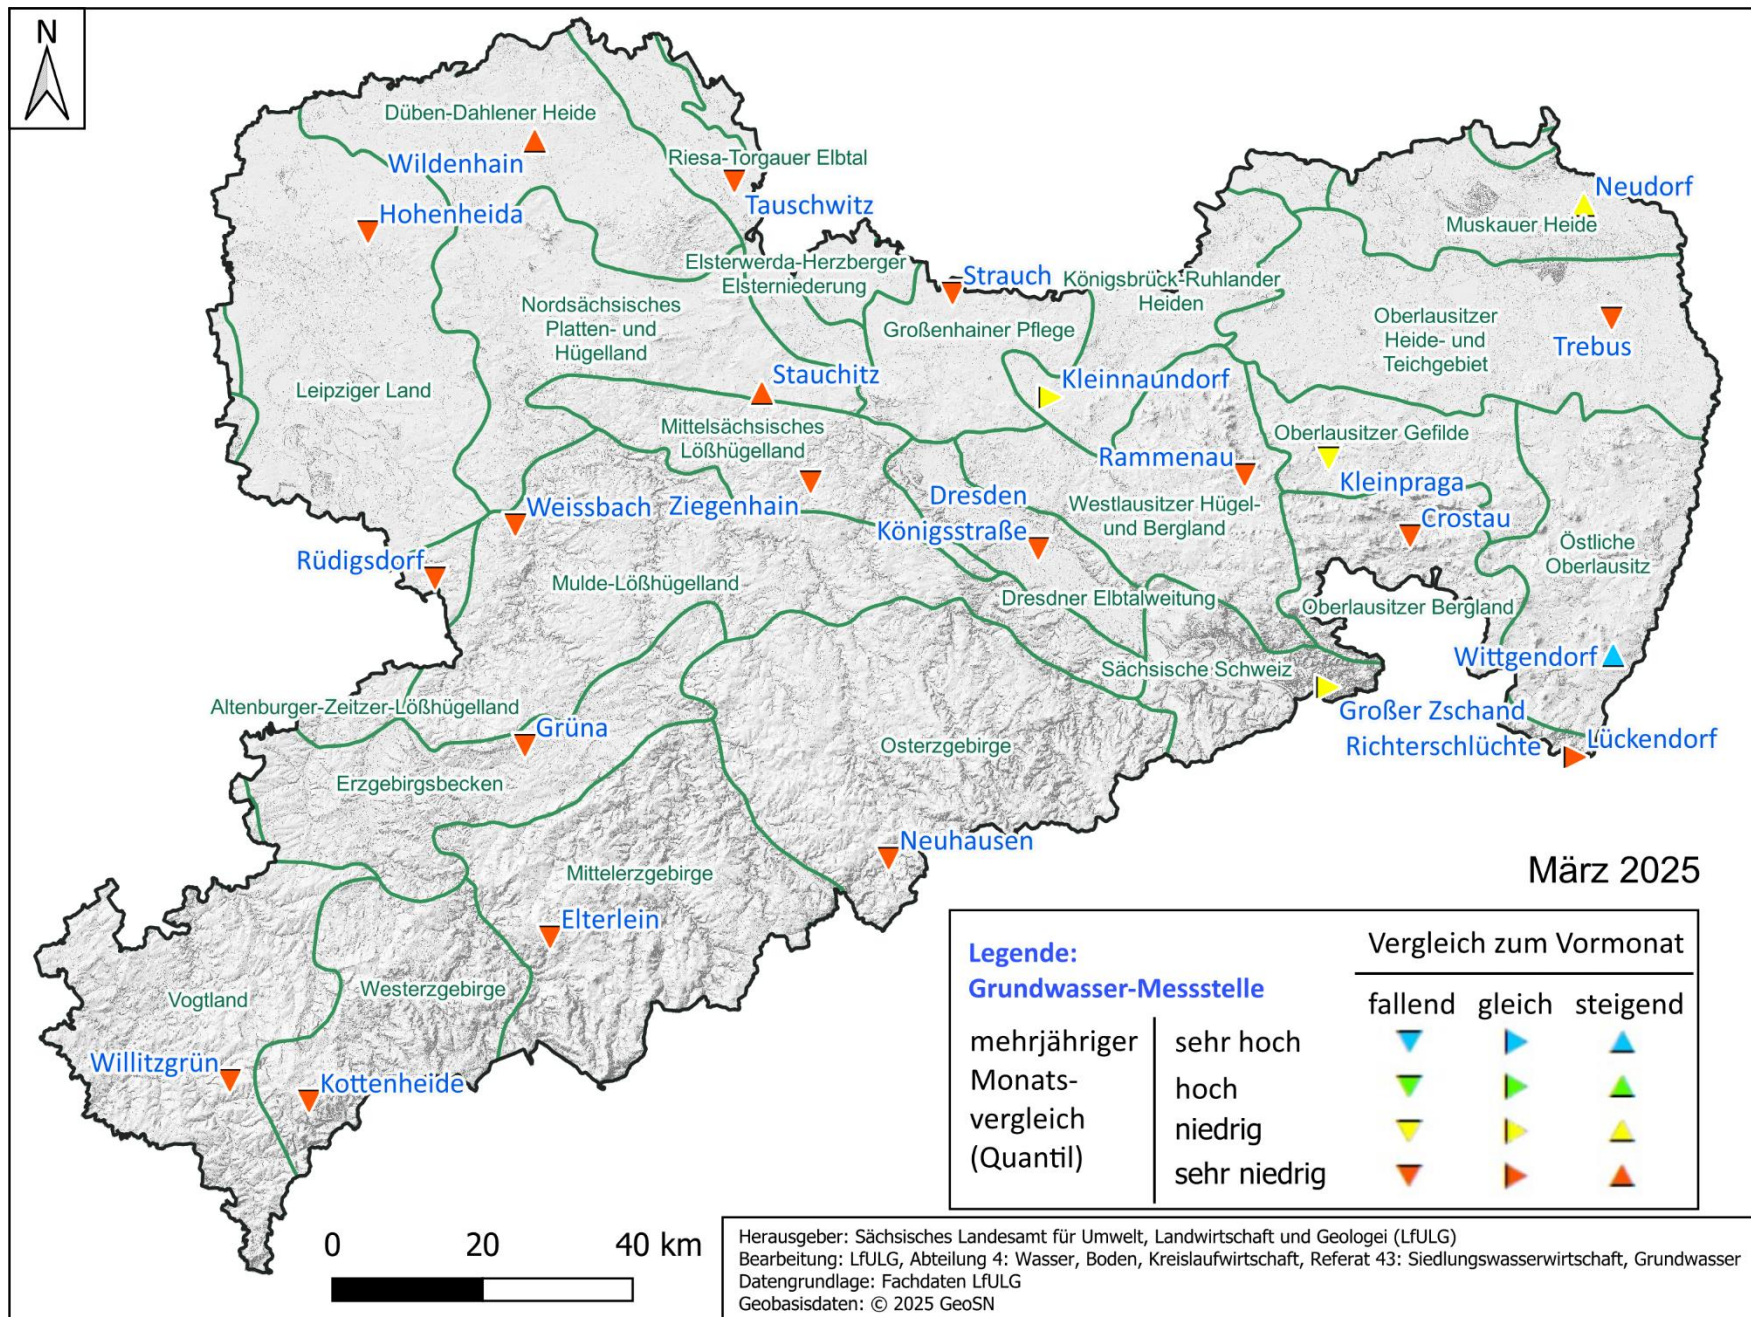 N
Düben-Dahlener Heide
Wildenhain
Riesa-Torgauer Elbtal
Tauschwitz
Hohenheida
Neudorf
Muskauer Heide
Elsterwerda-Herzberger
Elsterniederung
Strauch
Königsbrück-Ruhlander
Heiden
Nordsächsisches
Platten- und
Hügelland
Großenhainer Pflege
Oberlausitzer
Heide- und
Teichgebiet
Trebus
Leipziger Land
Stauchitz
Kleinnaundorf
Mittelsächsisches
Lößhügelland
Oberlausitzer Gefilde
Rammenau
Kleinpraga
Weissbach
Ziegenhain
Dresden
Königsstraße
Westlausitzer Hügel-
und Bergland
Crostau
Östliche
Oberlausitz
Rüdigsdorf
Mulde-Lößhügelland
Dresdner Elbtalweitung
Oberlausitzer Bergland
Wittgendorf
Sächsische Schweiz
Altenburger-Zeitzer-Lößhügelland
Großer Zschand
Richterschlüchte
Lückendorf
Grüna
Osterzgebirge
Erzgebirgsbecken
Neuhausen
Mittelerzgebirge
Elterlein
Westerzgebirge
Vogtland
Willitzgrün
Kottenheide
März 2025
Legende:
Grundwasser-Messstelle
Vergleich zum Vormonat
fallend gleich steigend
mehrjähriger
Monats-
vergleich
(Quantil)
sehr hoch
hoch
niedrig
sehr niedrig
0 20 40 km
Herausgeber: Sächsisches Landesamt für Umwelt, Landwirtschaft und Geologei (LfULG)
Bearbeitung: LfULG, Abteilung 4: Wasser, Boden, Kreislaufwirtschaft, Referat 43: Siedlungswasserwirtschaft, Grundwasser
Datengrundlage: Fachdaten LfULG
Geobasisdaten: © 2025 GeoSN